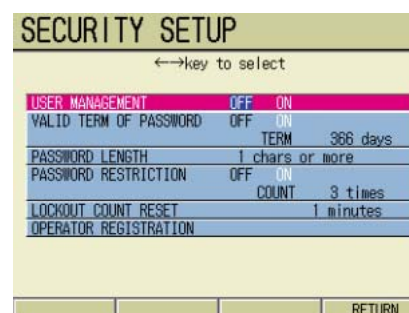 SECURITY SETUP
←→key to select
USER MANAGEMENT OFF ON
VALID TERM OF PASSWORD OFF ON
TERM 366 days
PASSWORD LENGTH 1 chars or more
PASSWORD RESTRICTION OFF ON
COUNT 3 times
LOCKOUT COUNT RESET 1 minutes
OPERATOR REGISTRATION
RETURN